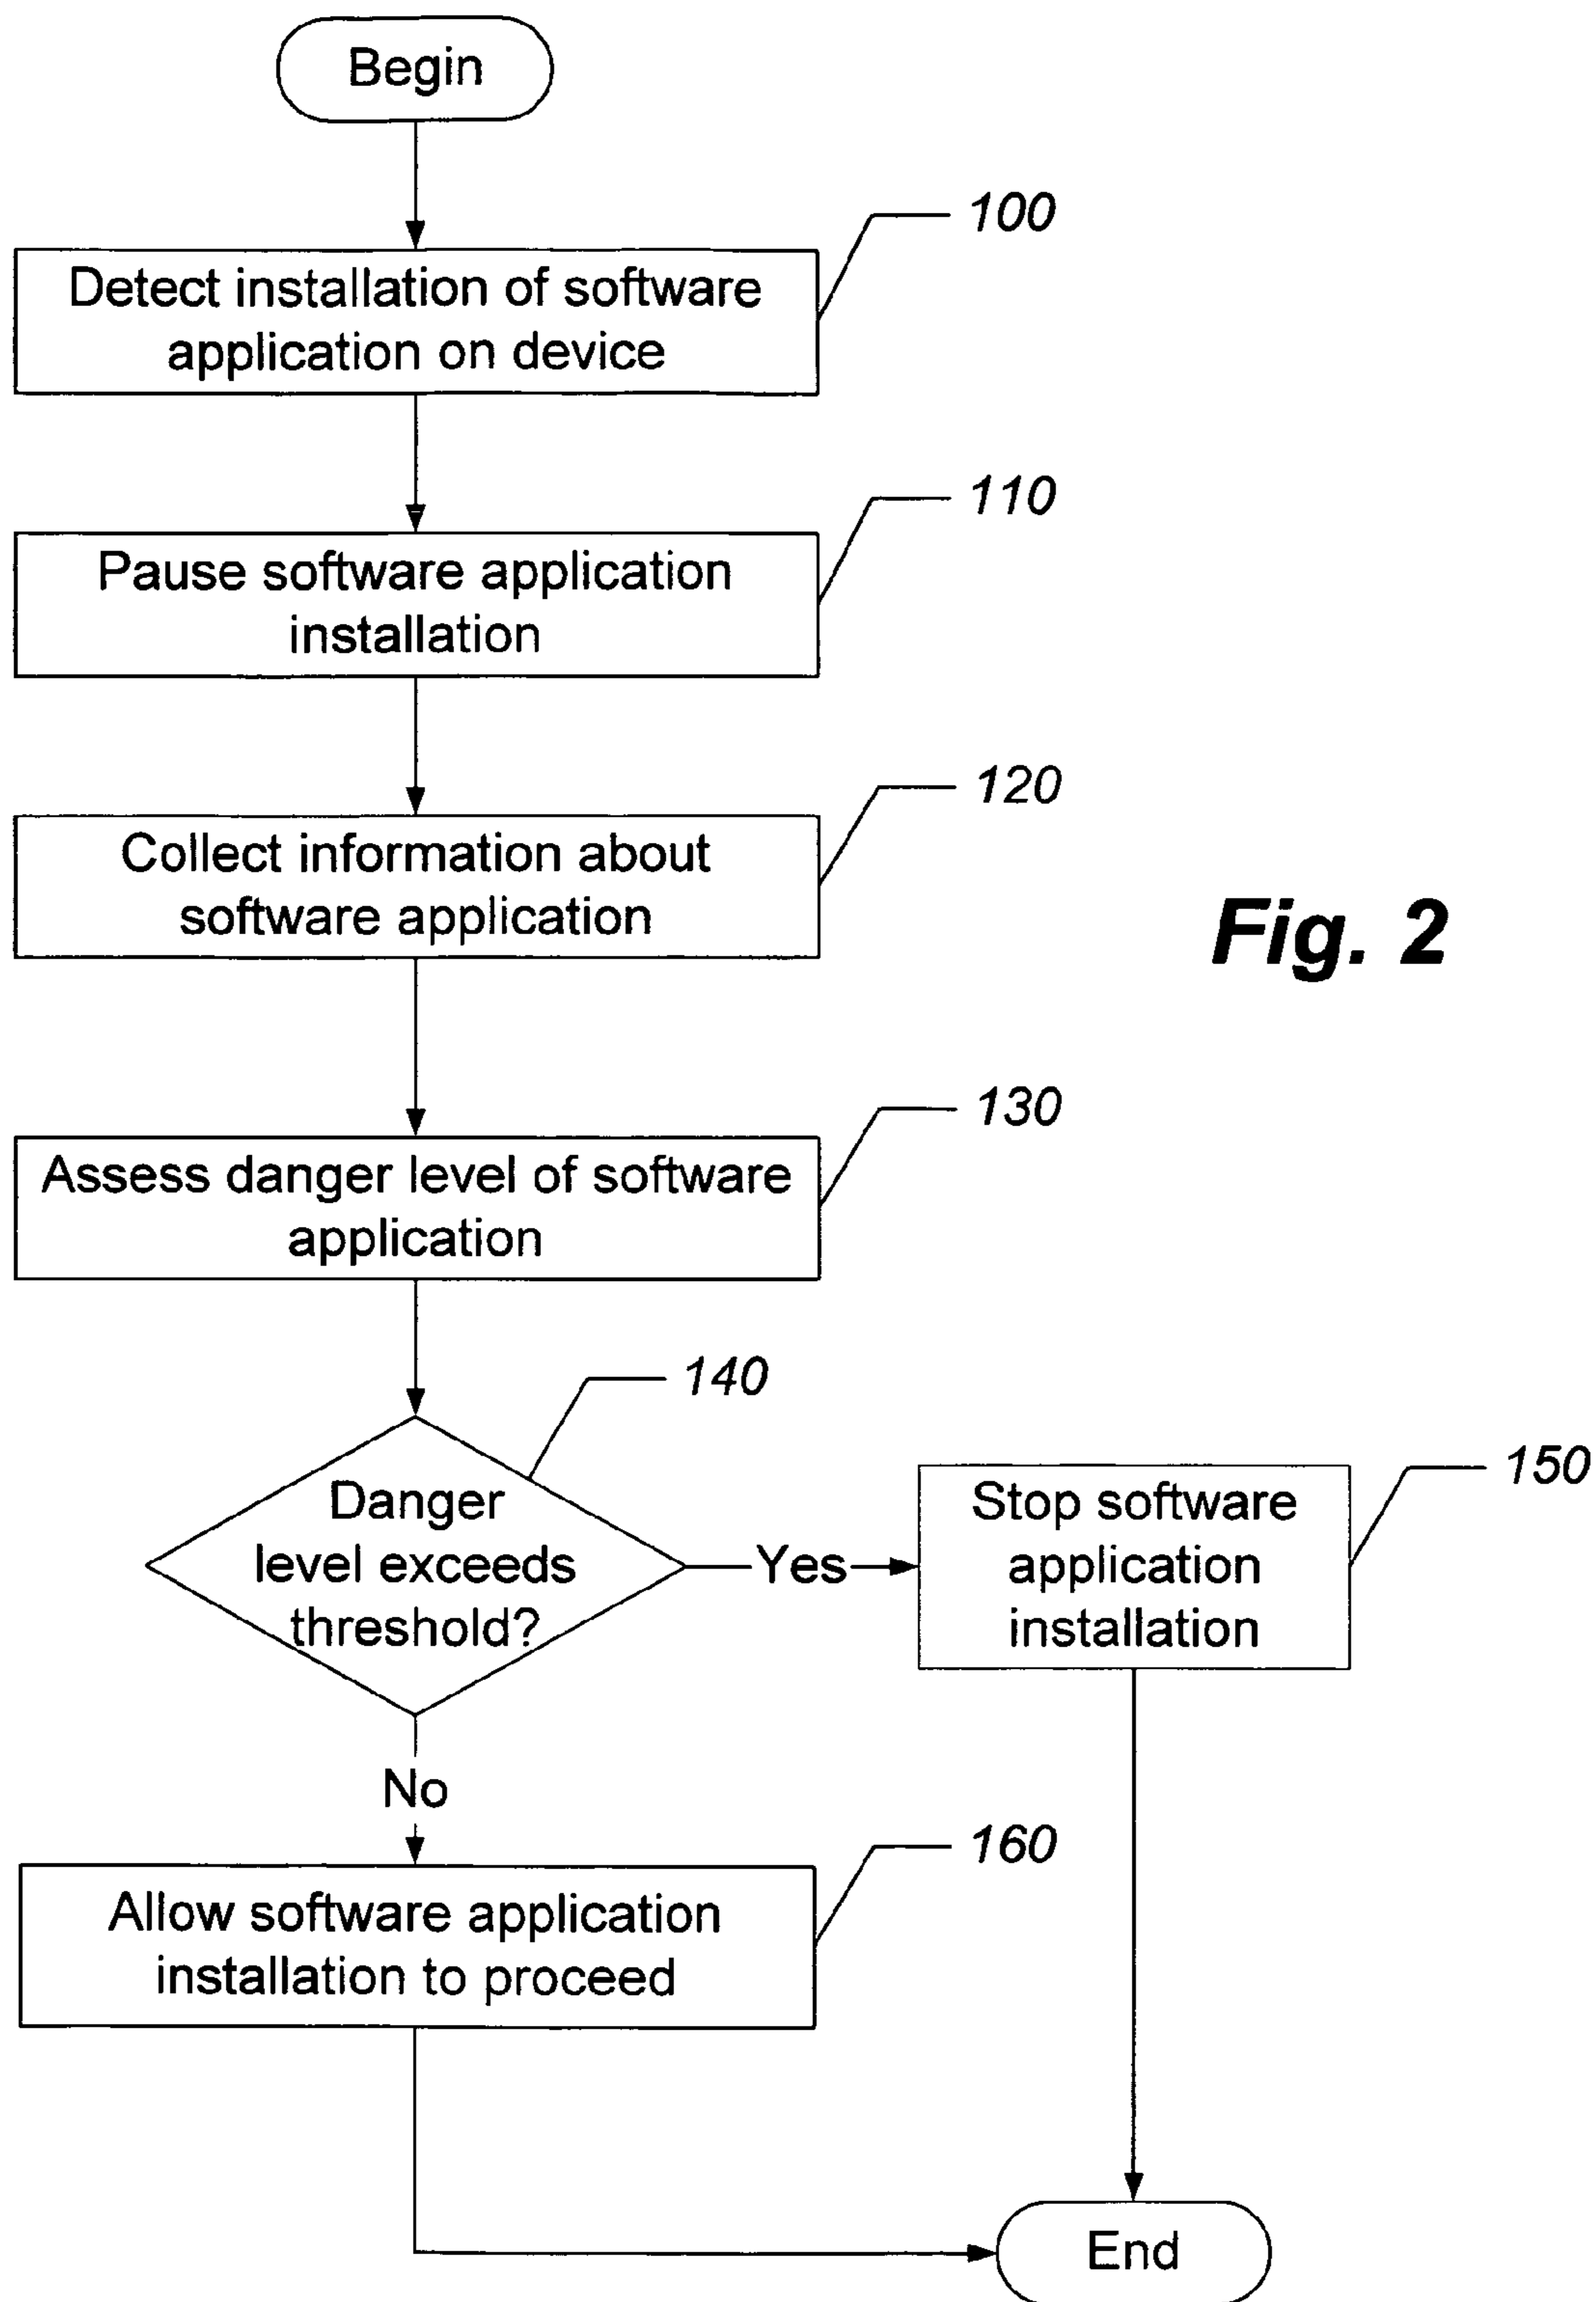 Begin
100
Detect installation of software
application on device
110
Pause software application
installation
120
Collect information about
software application
Fig. 2
130
Assess danger level of software
application
140
Danger
level exceeds
threshold?
Yes
150
Stop software
application
installation
No
160
Allow software application
installation to proceed
End